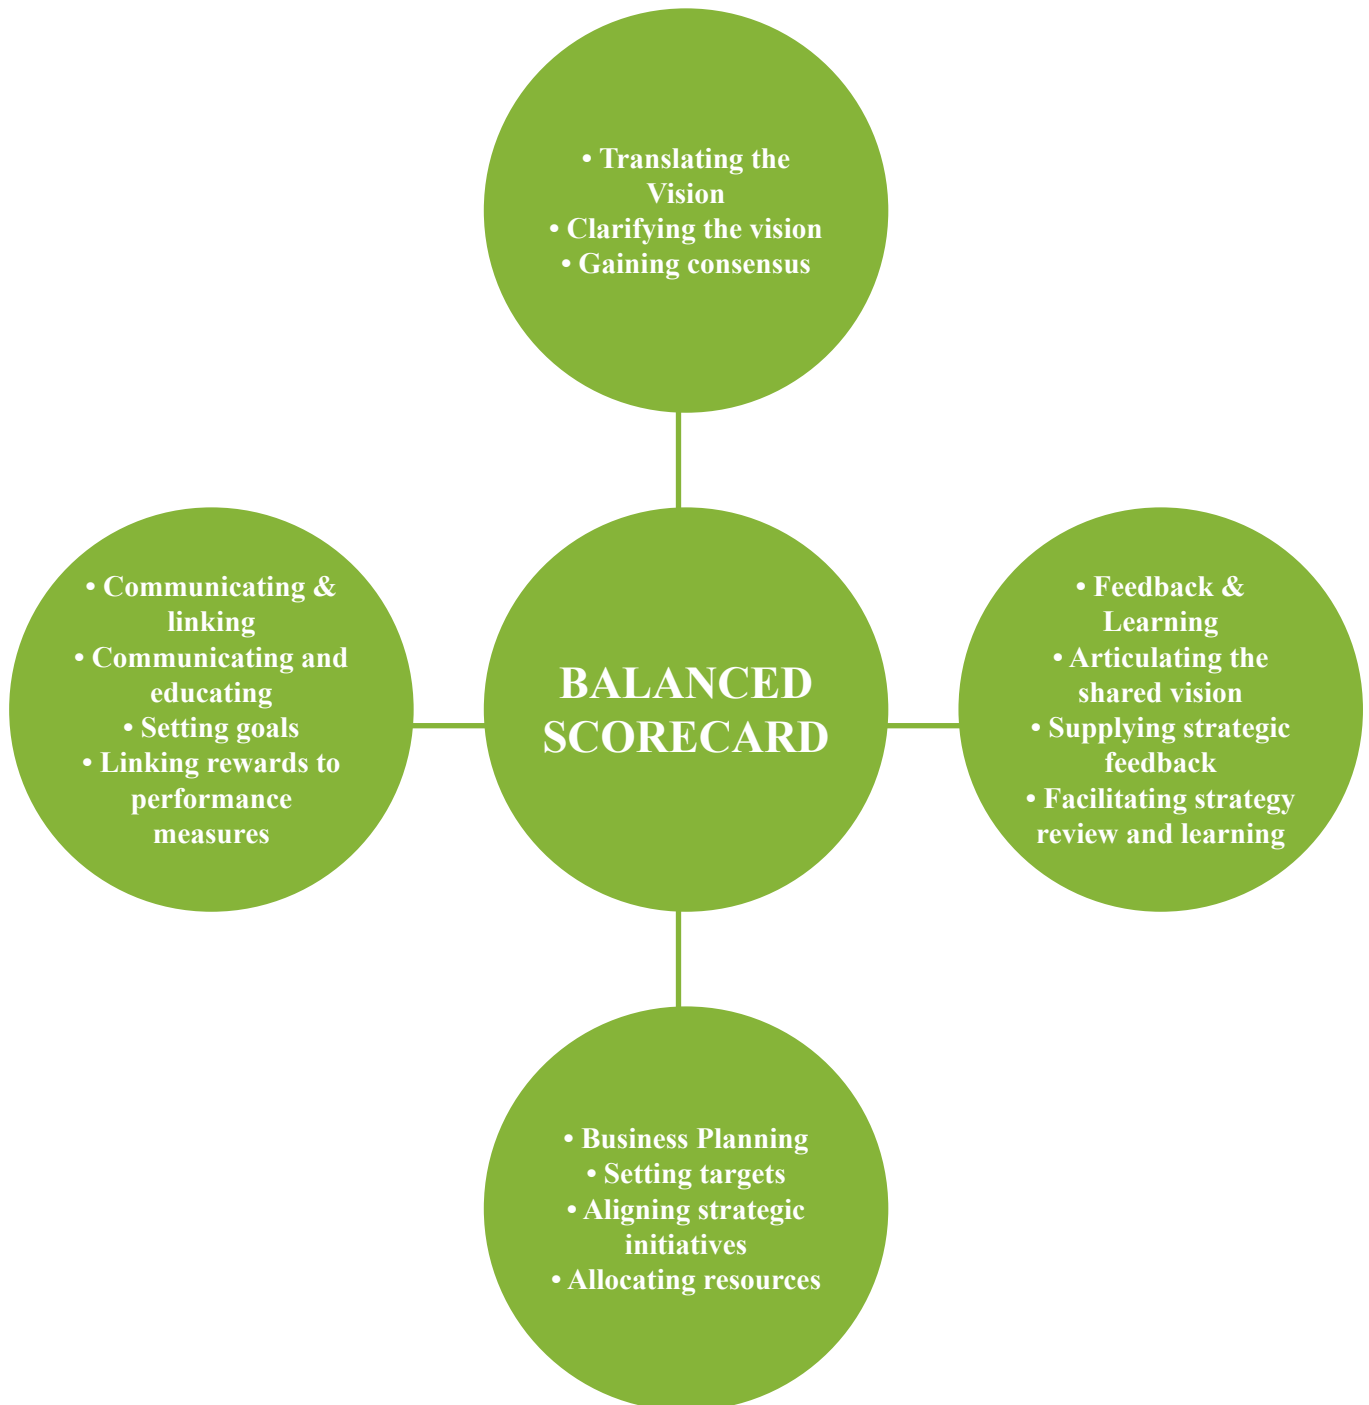 • Translating the
Vision
• Clarifying the vision
• Gaining consensus
• Communicating &
linking
• Communicating and
educating
• Setting goals
• Linking rewards to
performance
measures
BALANCED
SCORECARD
• Feedback &
Learning
• Articulating the
shared vision
• Supplying strategic
feedback
• Facilitating strategy
review and learning
• Business Planning
• Setting targets
• Aligning strategic
initiatives
• Allocating resources